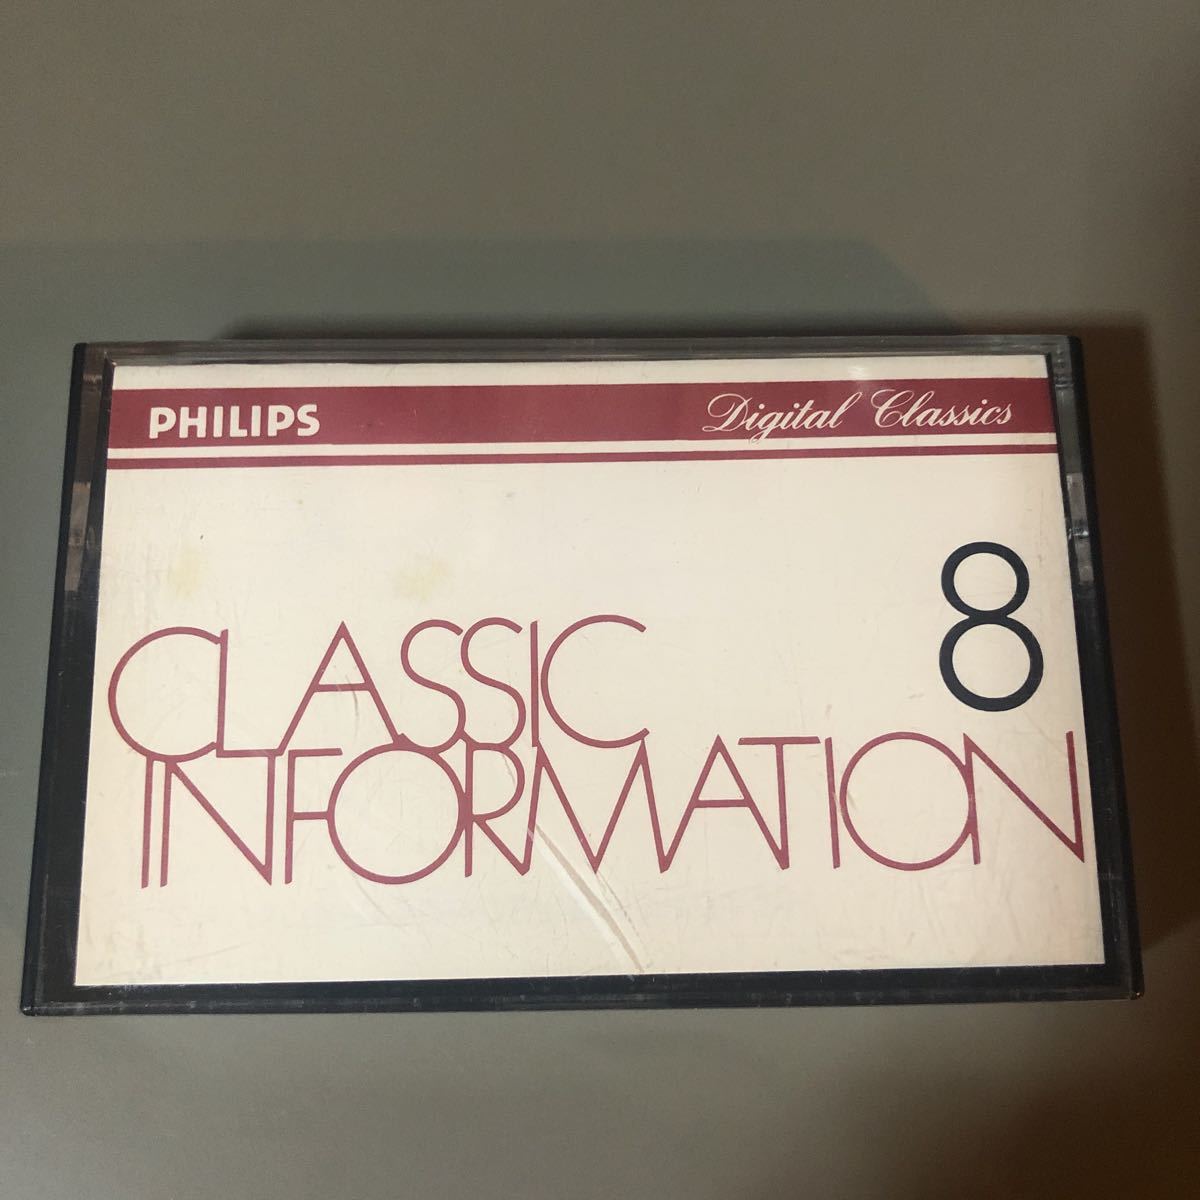 PHILIPS Digital Classics
8
CLASSIC
INFORMATION